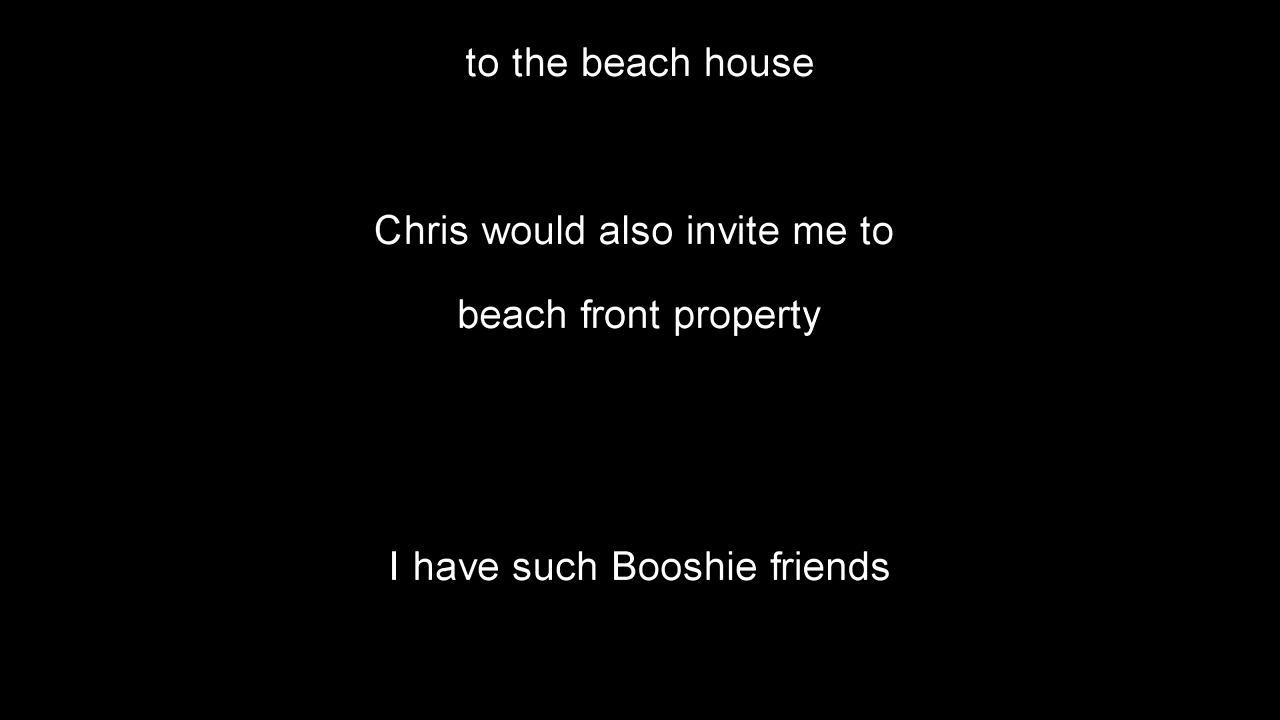 to the beach house
Chris would also invite me to
beach front property
I have such Booshie friends